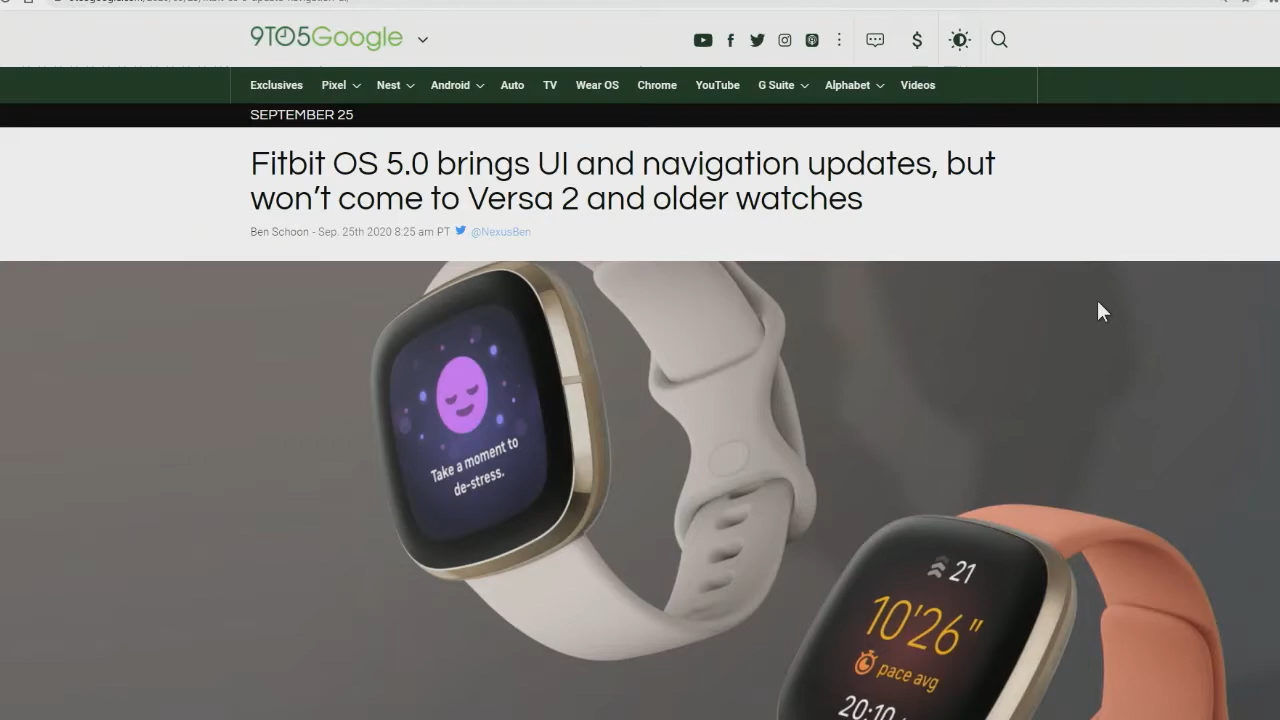 9TO5Google
Exclusives Pixel Nest Android Auto TV Wear OS Chrome YouTube G Suite Alphabet Videos
SEPTEMBER 25
Fitbit OS 5.0 brings UI and navigation updates, but
won't come to Versa 2 and older watches
Ben Schoon - Sep. 25th 2020 8:25 am PT @NexusBen
Take a moment to
de-stress.
21
10'26"
pace avg
20:10